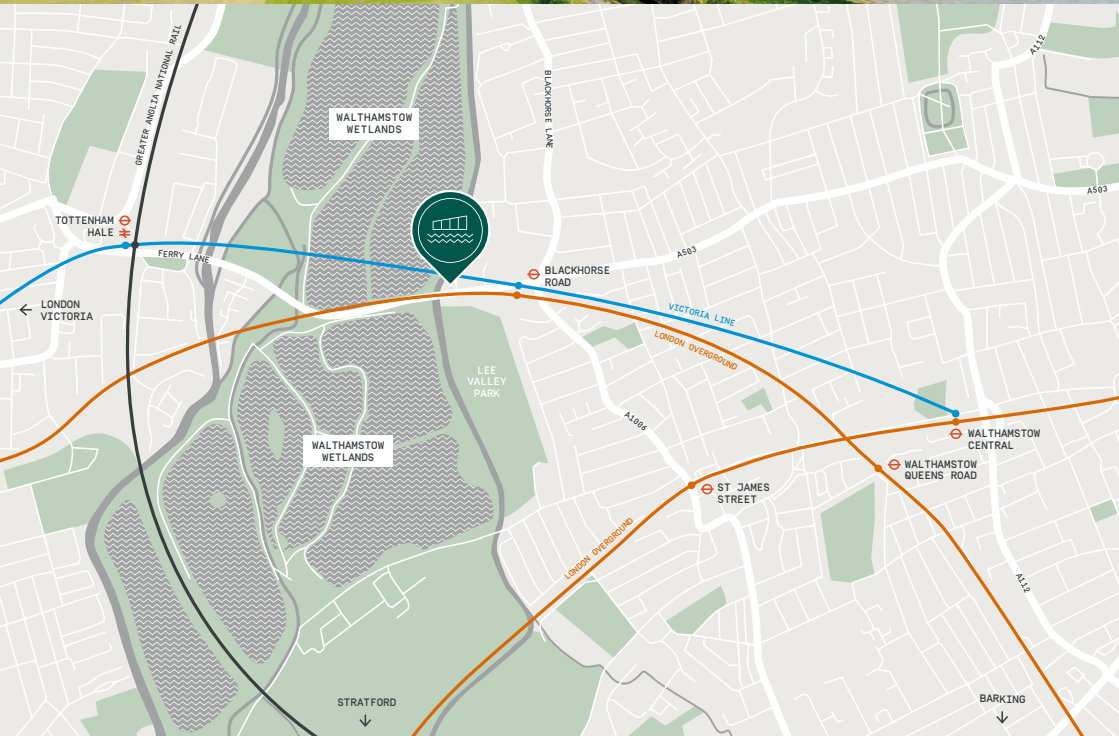 GREATER ANGLIA NATIONAL RAIL
BLACKHORSE LANE
A112
WALTHAMSTOW
WETLANDS
A503
TOTTENHAM
HALE
FERRY LANE
A503
BLACKHORSE
ROAD
LONDON
VICTORIA
VICTORIA LINE
LONDON OVERGROUND
LEE
VALLEY
PARK
A1006
WALTHAMSTOW
CENTRAL
WALTHAMSTOW
WETLANDS
WALTHAMSTOW
QUEENS ROAD
ST JAMES
STREET
LONDON OVERGROUND
A112
STRATFORD
BARKING